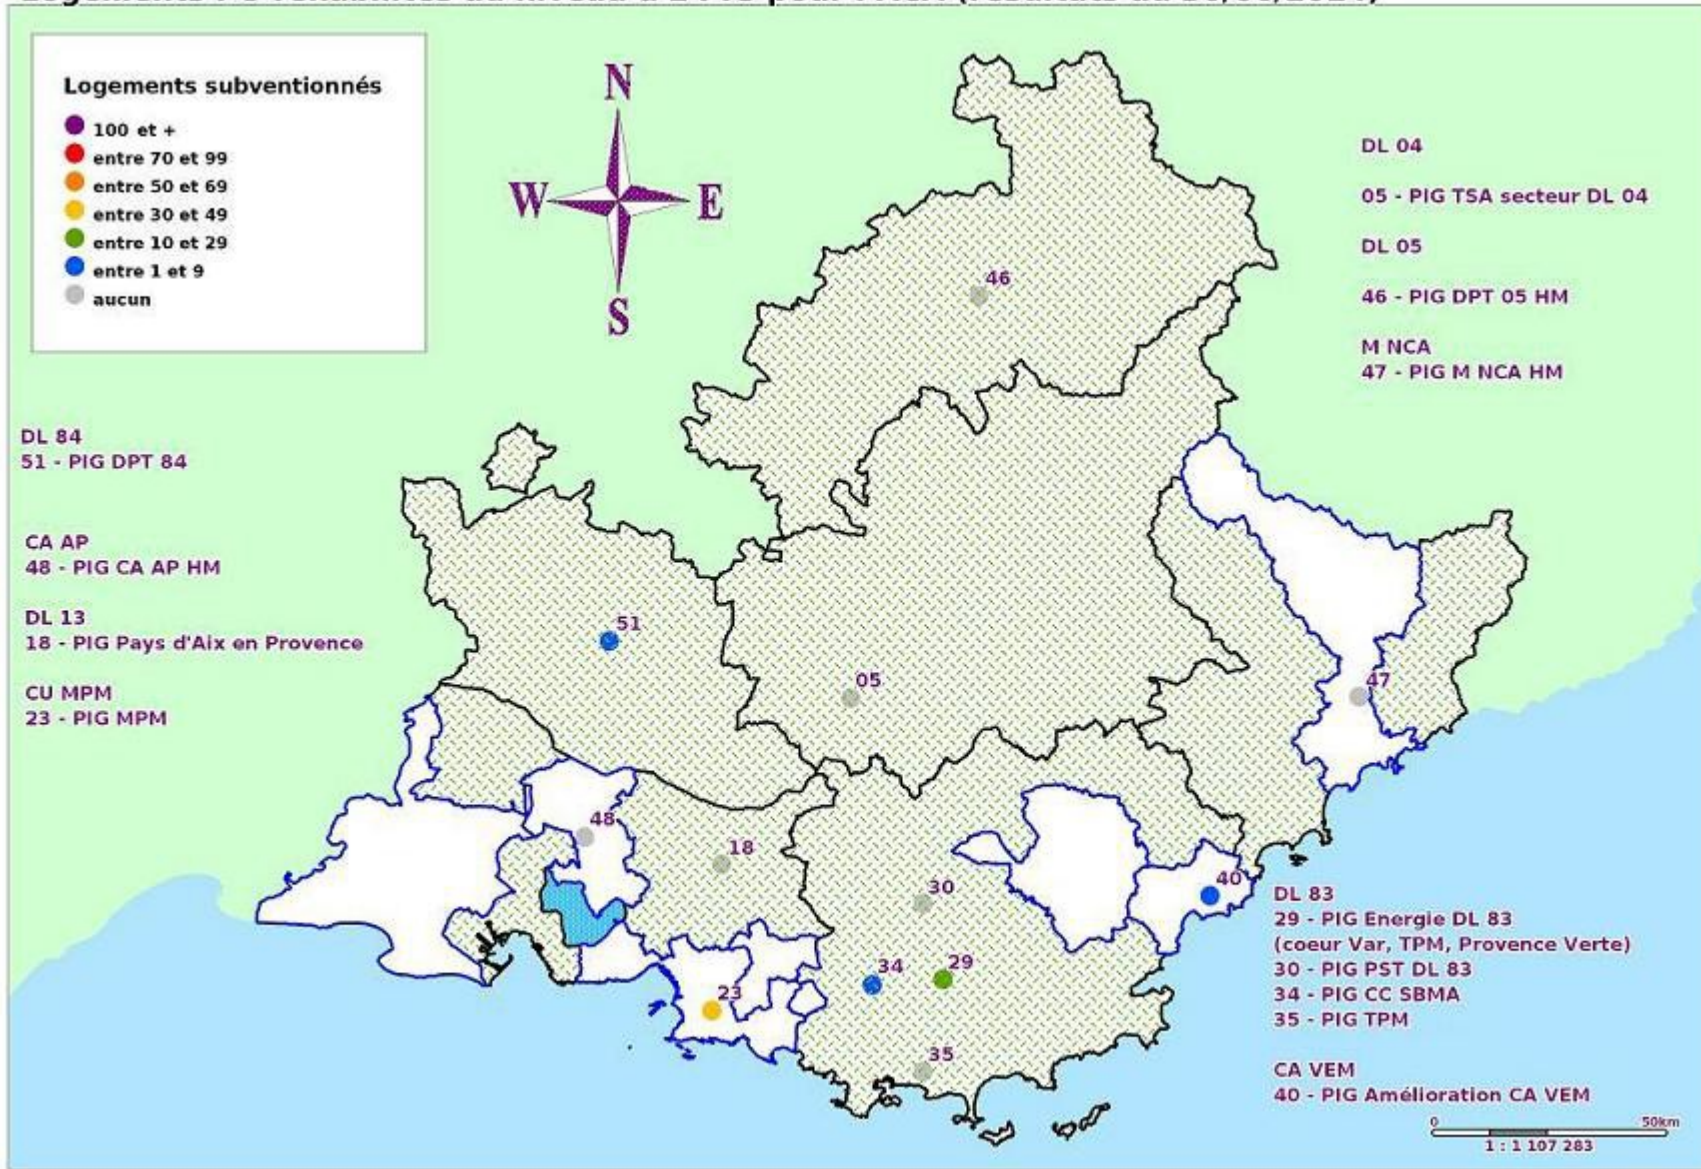 Logements subventionnés
100 et +
entre 70 et 99
entre 50 et 69
entre 30 et 49
entre 10 et 29
entre 1 et 9
aucun
N
W
E
S
DL 04
05 - PIG TSA secteur DL 04
DL 05
46 - PIG DPT 05 HM
M NCA
47 - PIG M NCA HM
DL 84
51 - PIG DPT 84
CA AP
48 - PIG CA AP HM
DL 13
18 - PIG Pays d'Aix en Provence
CU MPM
23 - PIG MPM
46
51
05
47
48
18
30
40
34
29
23
35
DL 83
29 - PIG Energie DL 83
(coeur Var, TPM, Provence Verte)
30 - PIG PST DL 83
34 - PIG CC SBMA
35 - PIG TPM
CA VEM
40 - PIG Amélioration CA VEM
0 50km
1 : 1 107 283